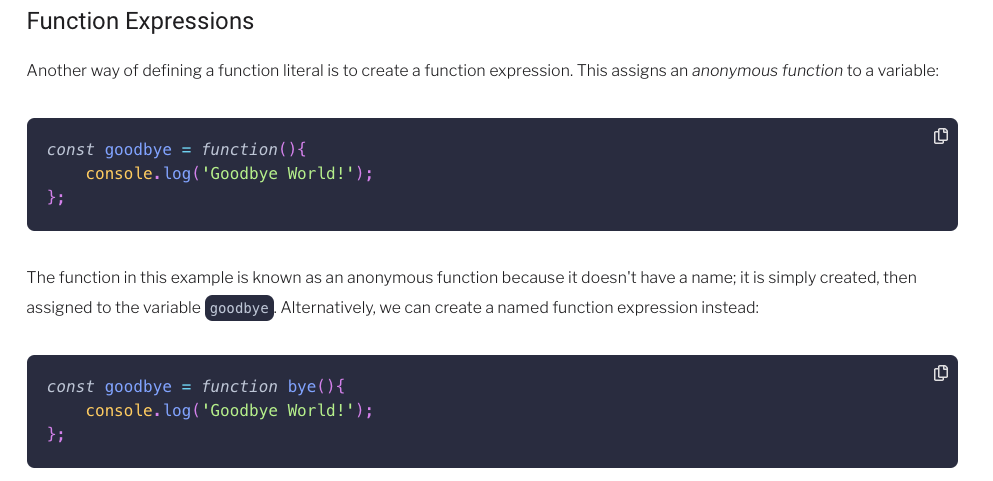 Function Expressions
Another way of defining a function literal is to create a function expression. This assigns an anonymous function to a variable:
const goodbye = function(){
    console.log('Goodbye World!');
};
The function in this example is known as an anonymous function because it doesn't have a name; it is simply created, then
assigned to the variable goodbye. Alternatively, we can create a named function expression instead:
const goodbye = function bye(){
    console.log('Goodbye World!');
};